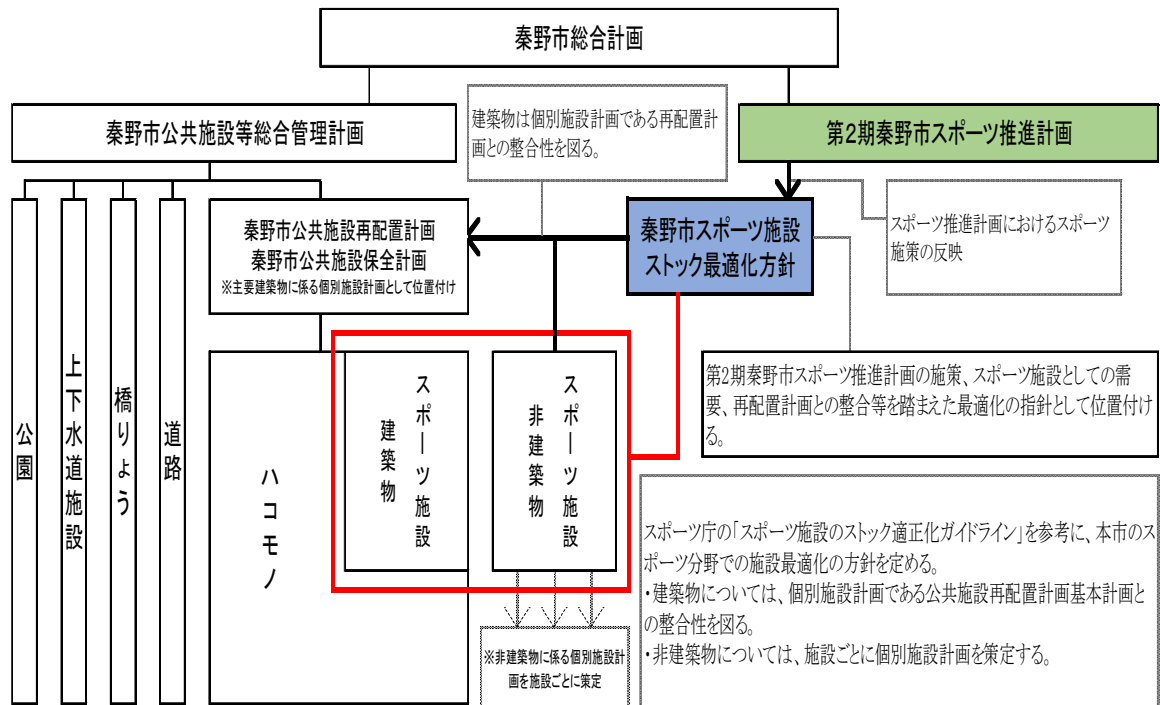 秦野市総合計画
秦野市公共施設等総合管理計画
建築物は個別施設計画である再配置計
画との整合性を図る。
第2期秦野市スポーツ推進計画
秦野市公共施設再配置計画
秦野市公共施設保全計画
※主要建築物に係る個別施設計画として位置付け
秦野市スポーツ施設
ストック最適化方針
スポーツ推進計画におけるスポーツ
施策の反映
公園
上下水道施設
橋りょう
道路
ハコモノ
スポーツ施設
建築物
スポーツ施設
非建築物
第2期秦野市スポーツ推進計画の施策、スポーツ施設としての需
要、再配置計画との整合等を踏まえた最適化の指針として位置付け
る。
※非建築物に係る個別施設計
画を施設ごとに策定
スポーツ庁の「スポーツ施設のストック適正化ガイドライン」を参考に、本市のス
ポーツ分野での施設最適化の方針を定める。
・建築物については、個別施設計画である公共施設再配置計画基本計画と
の整合性を図る。
・非建築物については、施設ごとに個別施設計画を策定する。